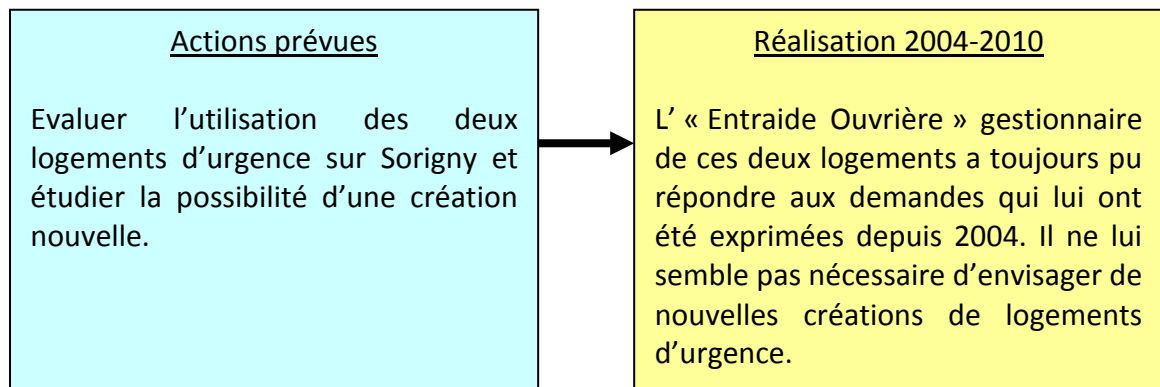 Actions prévues
Evaluer l’utilisation des deux
logements d’urgence sur Sorigny et
étudier la possibilité d’une création
nouvelle.
Réalisation 2004-2010
L’ « Entraide Ouvrière » gestionnaire
de ces deux logements a toujours pu
répondre aux demandes qui lui ont
été exprimées depuis 2004. Il ne lui
semble pas nécessaire d’envisager de
nouvelles créations de logements
d’urgence.